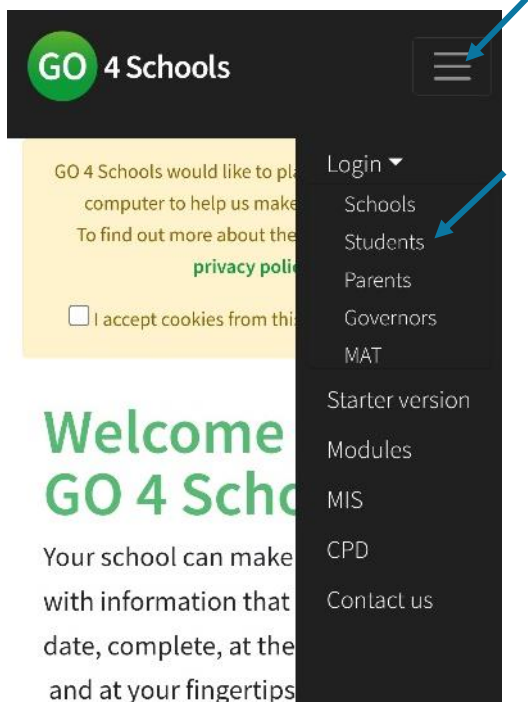 GO 4 Schools
GO 4 Schools would like to pl
computer to help us make
To find out more about the
privacy poli
I accept cookies from thi
Login
Schools
Students
Parents
Governors
MAT
Starter version
Modules
MIS
CPD
Contact us
Welcome
GO 4 Scho
Your school can make
with information that
date, complete, at the
and at your fingertips